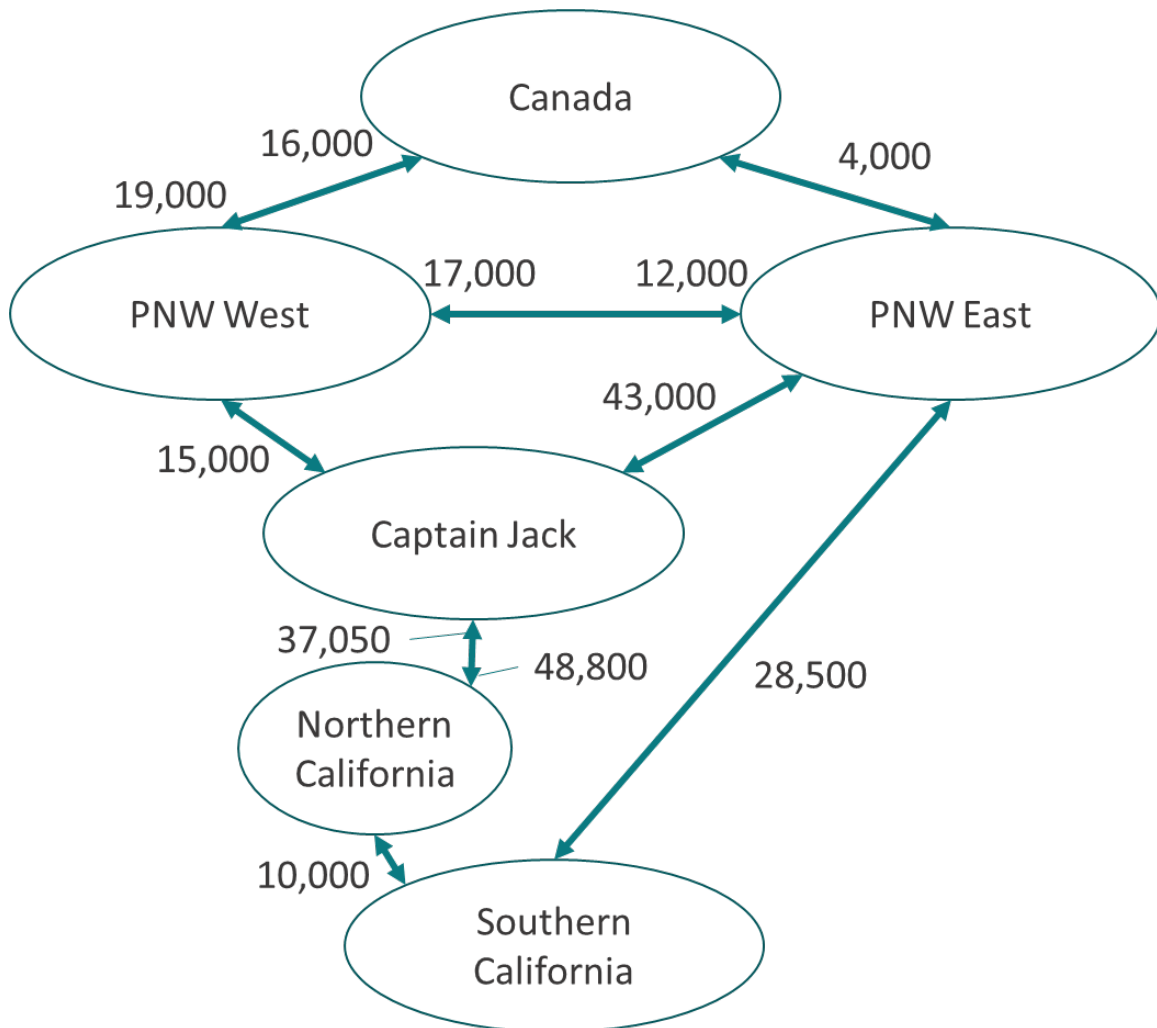 Canada
16,000
4,000
19,000
17,000
12,000
PNW West
PNW East
43,000
15,000
Captain Jack
37,050
48,800
28,500
Northern
California
10,000
Southern
California